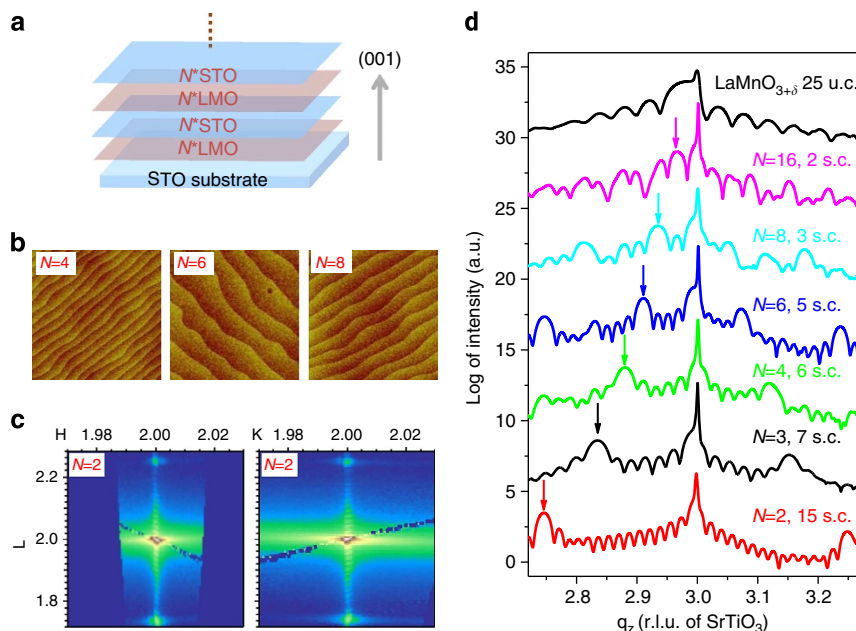 a
(001)
N*STO
N*LMO
N*STO
N*LMO
STO substrate
b
N=4
N=6
N=8
c
H 1.98 2.00 2.02
K 1.98 2.00 2.02
N=2
N=2
2.2
2.0
1.8
L
d
35
30
25
20
15
10
5
0
Log of intensity (a.u.)
LaMnO3+δ 25 u.c.
N=16, 2 s.c.
N=8, 3 s.c.
N=6, 5 s.c.
N=4, 6 s.c.
N=3, 7 s.c.
N=2, 15 s.c.
2.8 2.9 3.0 3.1 3.2
qz (r.l.u. of SrTiO3)